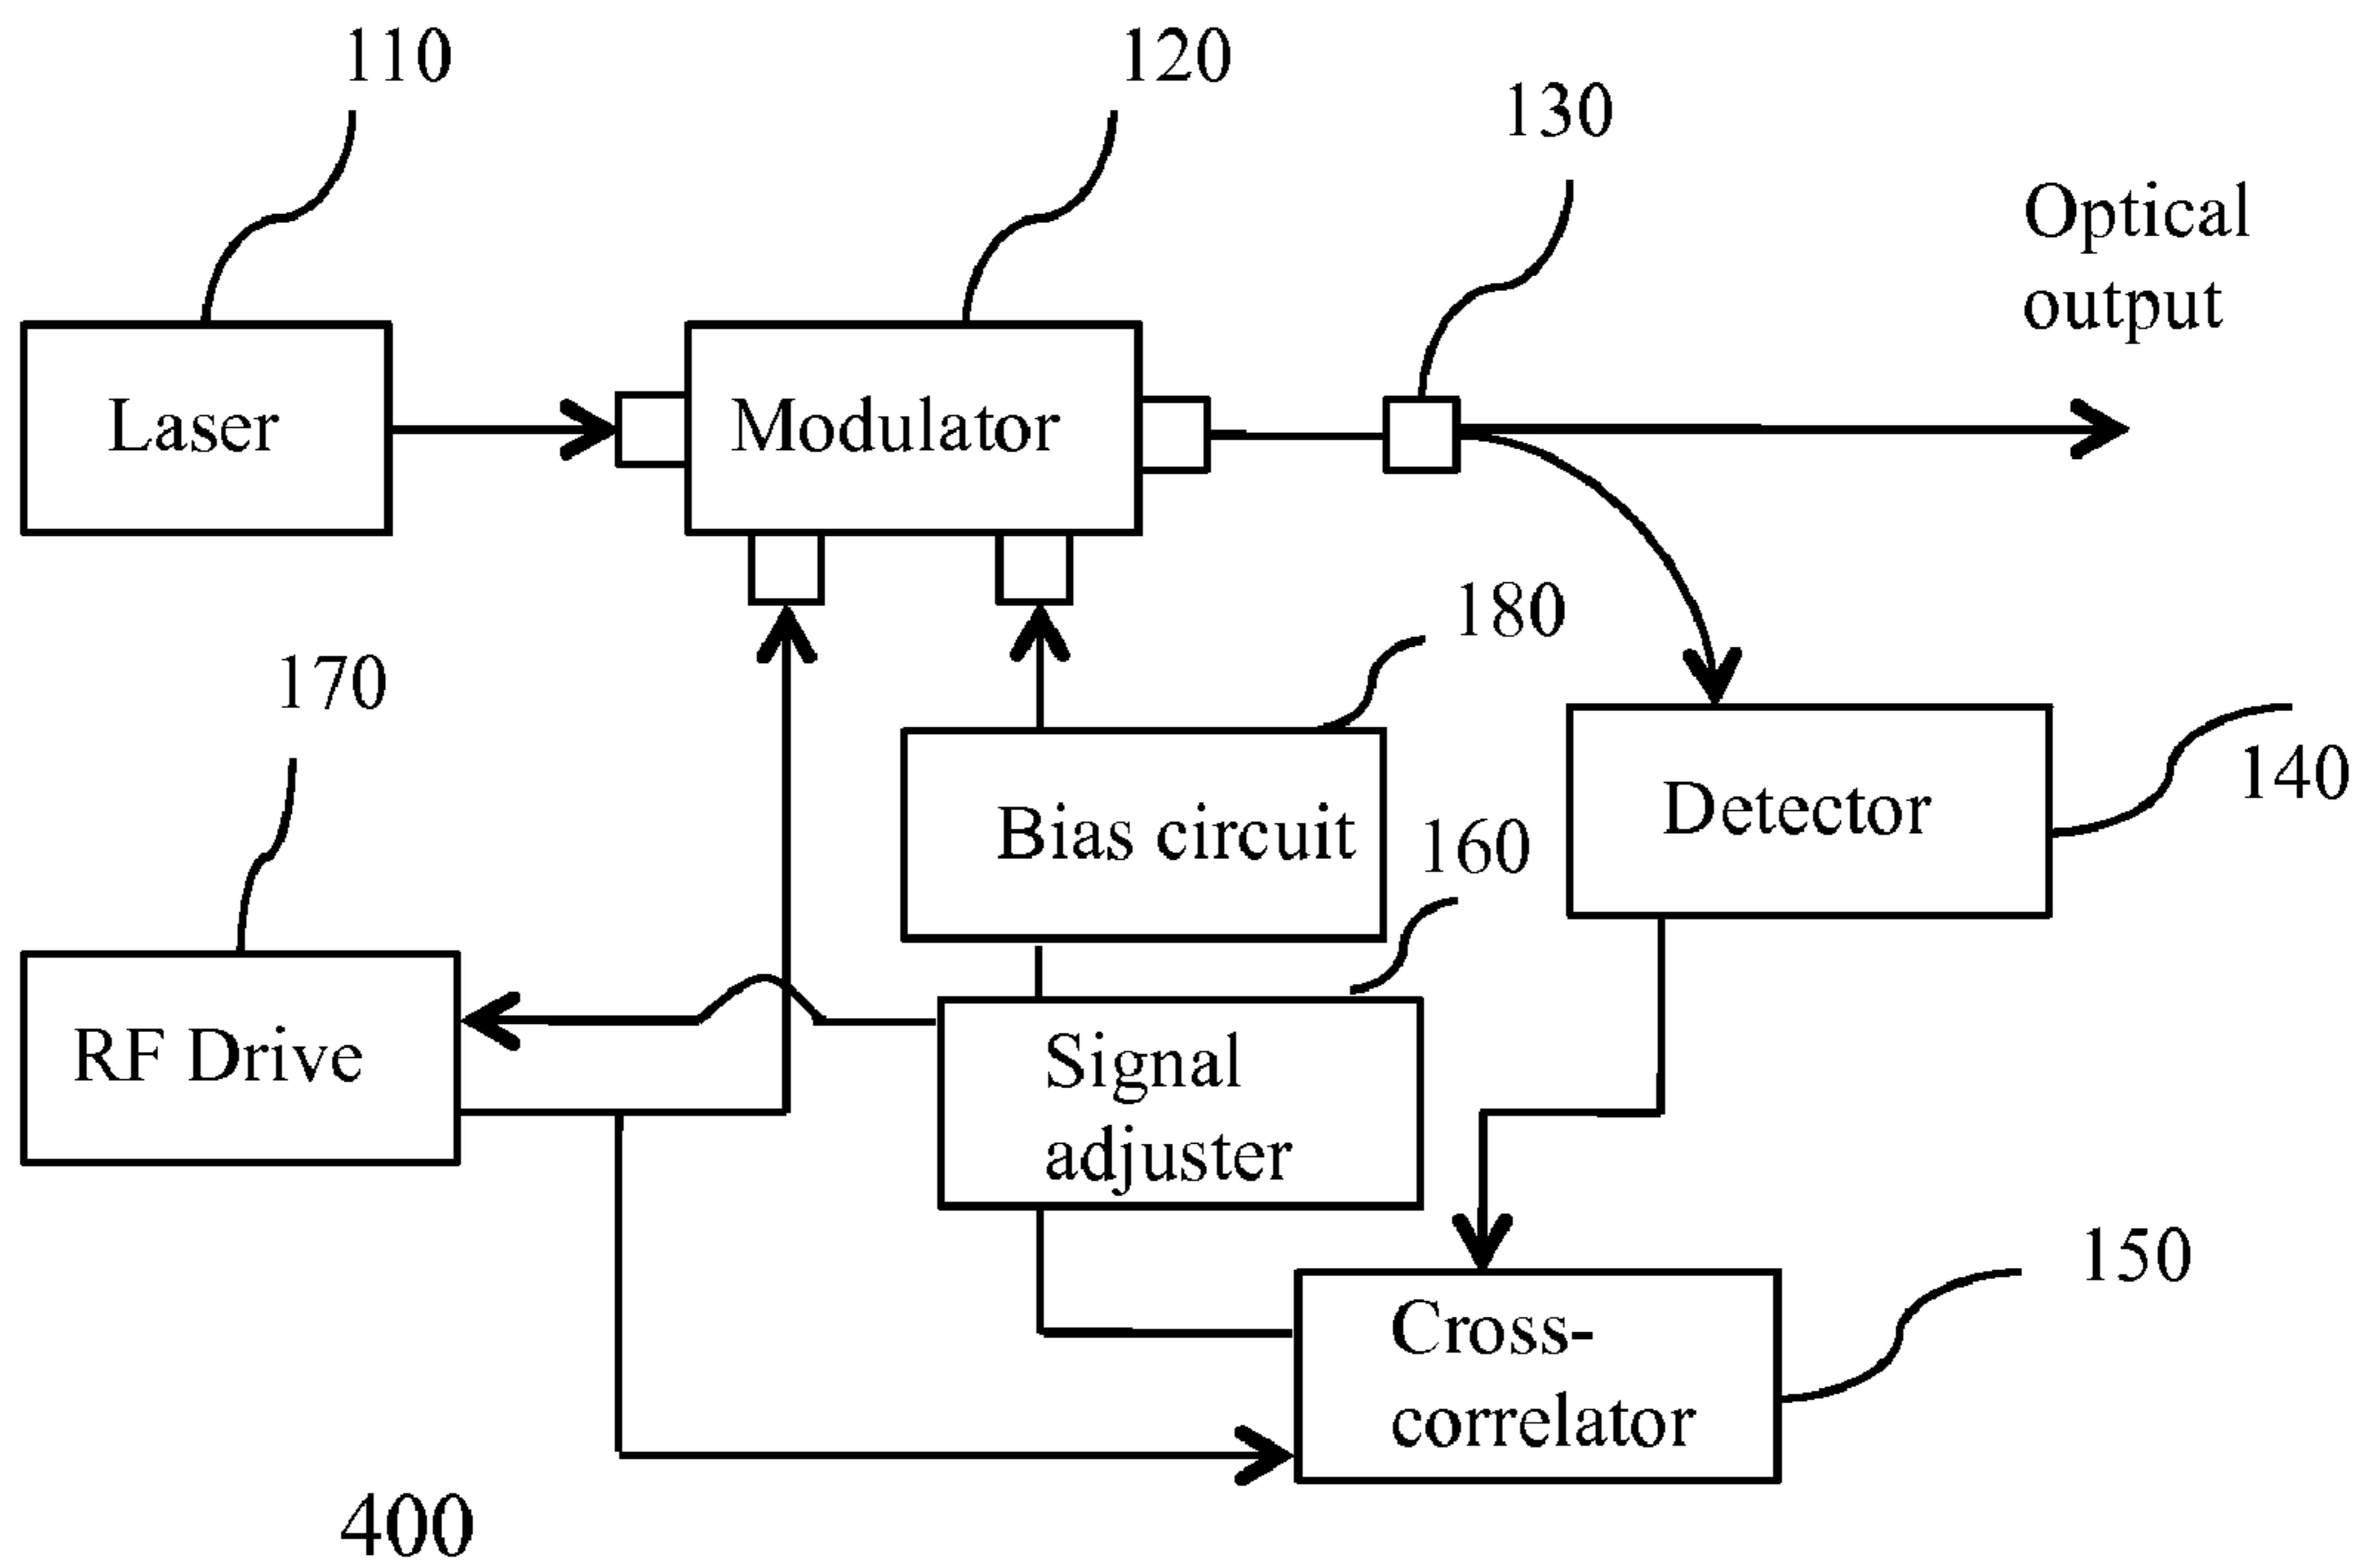 110
120
130
Optical
output
Laser
Modulator
180
170
140
Bias circuit
Detector
160
RF Drive
Signal
adjuster
150
Cross-
correlator
400